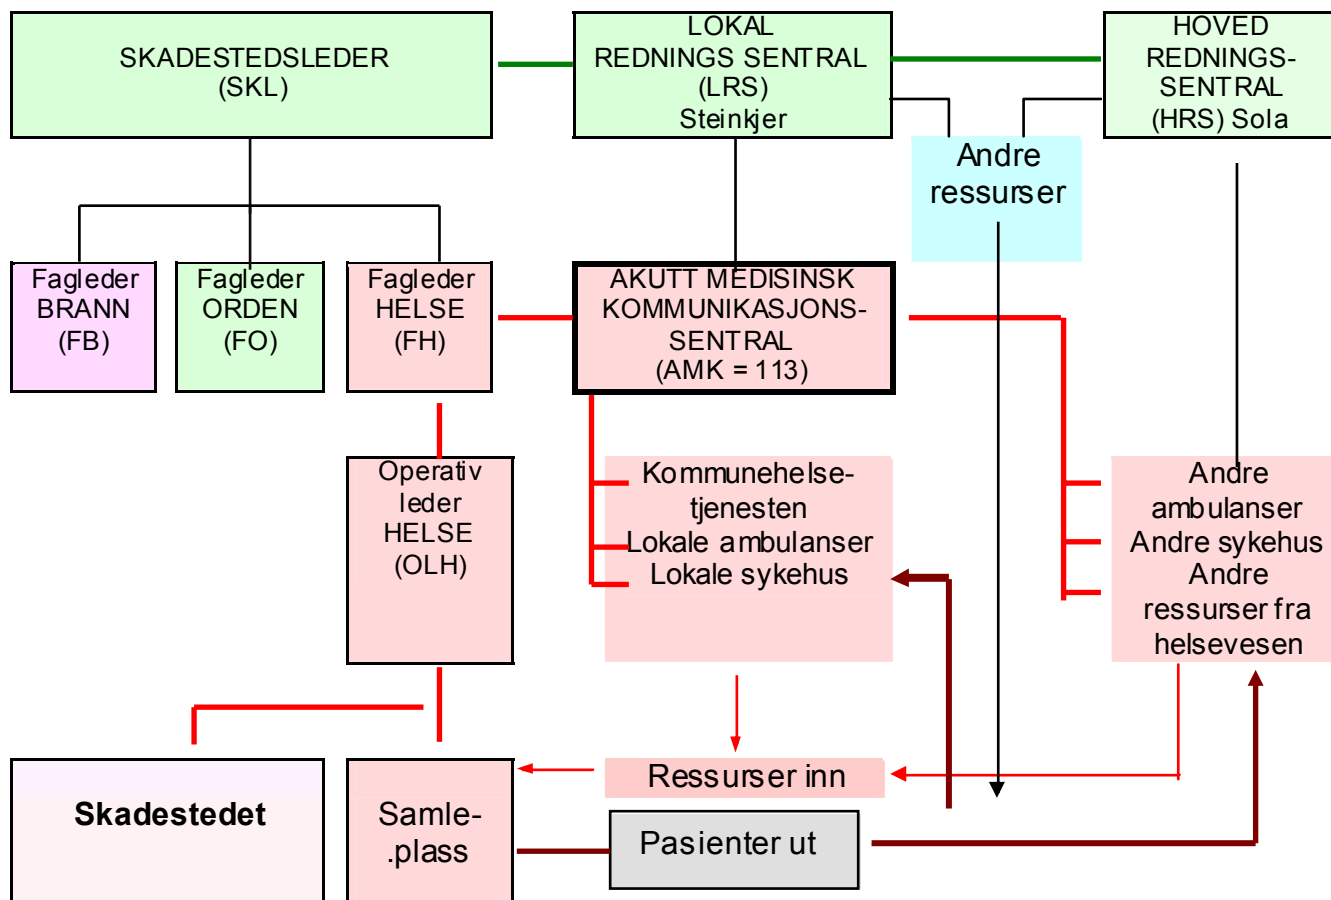 SKADESTEDSLEDER
(SKL)
LOKAL
REDNINGS SENTRAL
(LRS)
Steinkjer
HOVED
REDNINGS-
SENTRAL
(HRS) Sola
Andre
ressurser
Fagleder
BRANN
(FB)
Fagleder
ORDEN
(FO)
Fagleder
HELSE
(FH)
AKUTT MEDISINSK
KOMMUNIKASJONS-
SENTRAL
(AMK = 113)
Operativ
leder
HELSE
(OLH)
Kommunehelse-
tjenesten
Lokale ambulanser
Lokale sykehus
Andre
ambulanser
Andre sykehus
Andre
ressurser fra
helsevesen
Skadestedet
Samle-
.plass
Ressurser inn
Pasienter ut